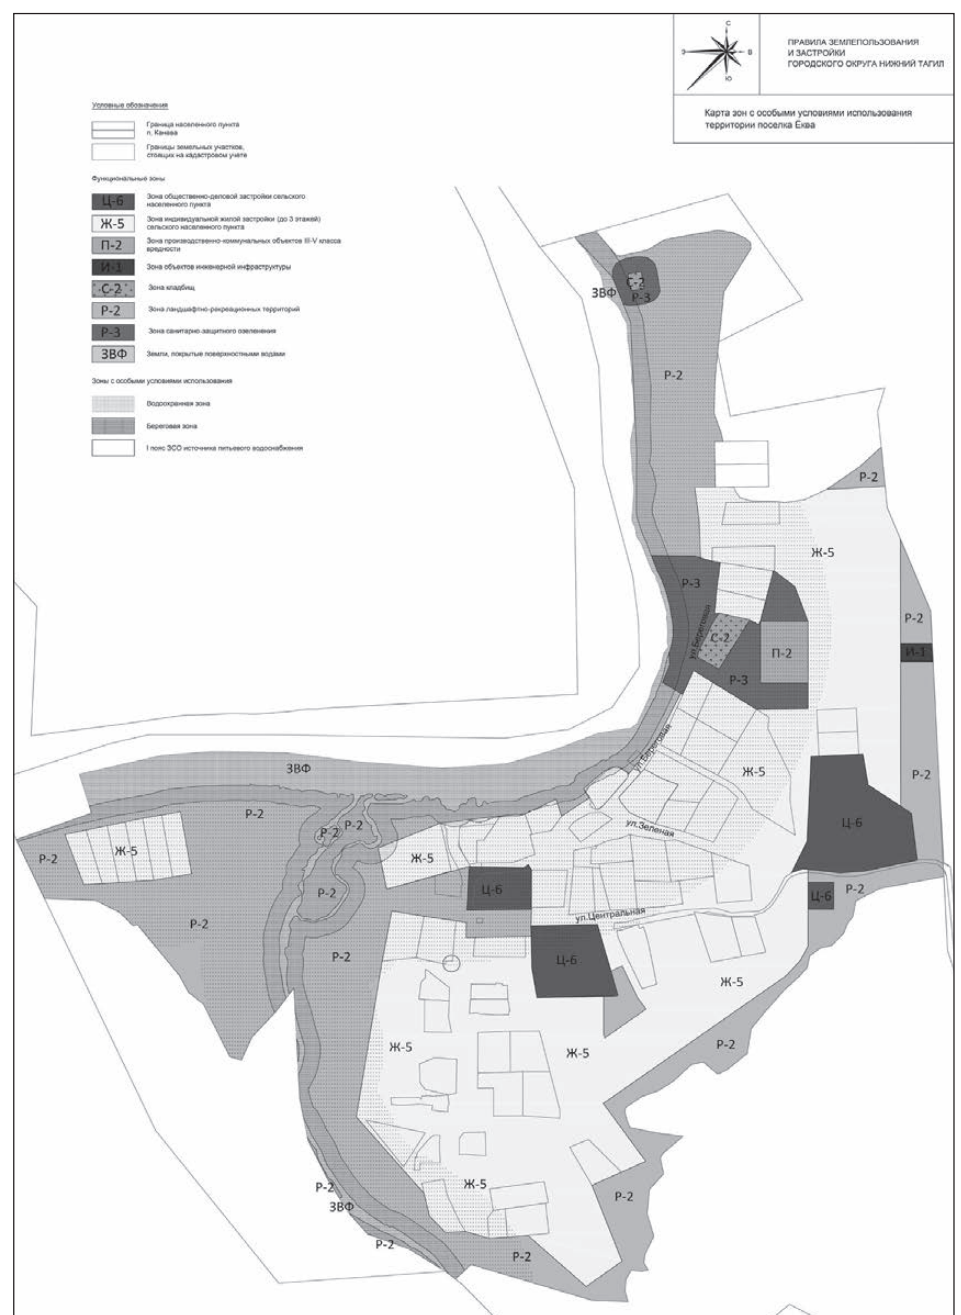 С
З
В
Ю
ПРАВИЛА ЗЕМЛЕПОЛЬЗОВАНИЯ
И ЗАСТРОЙКИ
ГОРОДСКОГО ОКРУГА НИЖНИЙ ТАГИЛ
Карта зон с особыми условиями использования
территории поселка Ёква
Условные обозначения
Граница населенного пункта
п. Канава
Границы земельных участков,
стоящих на кадастровом учете
Функциональные зоны
Ц-6
Зона общественно-деловой застройки сельского
населенного пункта
Ж-5
Зона индивидуальной жилой застройки (до 3 этажей)
сельского населенного пункта
П-2
Зона производственно-коммунальных объектов III-V класса
вредности
И-1
Зона объектов инженерной инфраструктуры
С-2
Зона кладбищ
Р-2
Зона ландшафтно-рекреационных территорий
Р-3
Зона санитарно-защитного озеленения
ЗВФ
Земли, покрытые поверхностными водами
Зоны с особыми условиями использования
Водоохранная зона
Береговая зона
I пояс ЗСО источника питьевого водоснабжения
С-2
ЗВФ
Р-3
Р-2
Р-2
Ж-5
Р-3
Р-2
ул.Береговая
С-2
П-2
И-1
Р-3
ул.Береговая
ЗВФ
Ж-5
Р-2
Р-2
Р-2
Р-2
ул.Зеленая
Ц-6
Р-2
Ж-5
Ж-5
Р-2
Ц-6
Р-2
Ц-6
Р-2
ул.Центральная
Р-2
Ц-6
Ж-5
Ж-5
Ж-5
Р-2
Р-2
Ж-5
Р-2
ЗВФ
Р-2
Р-2